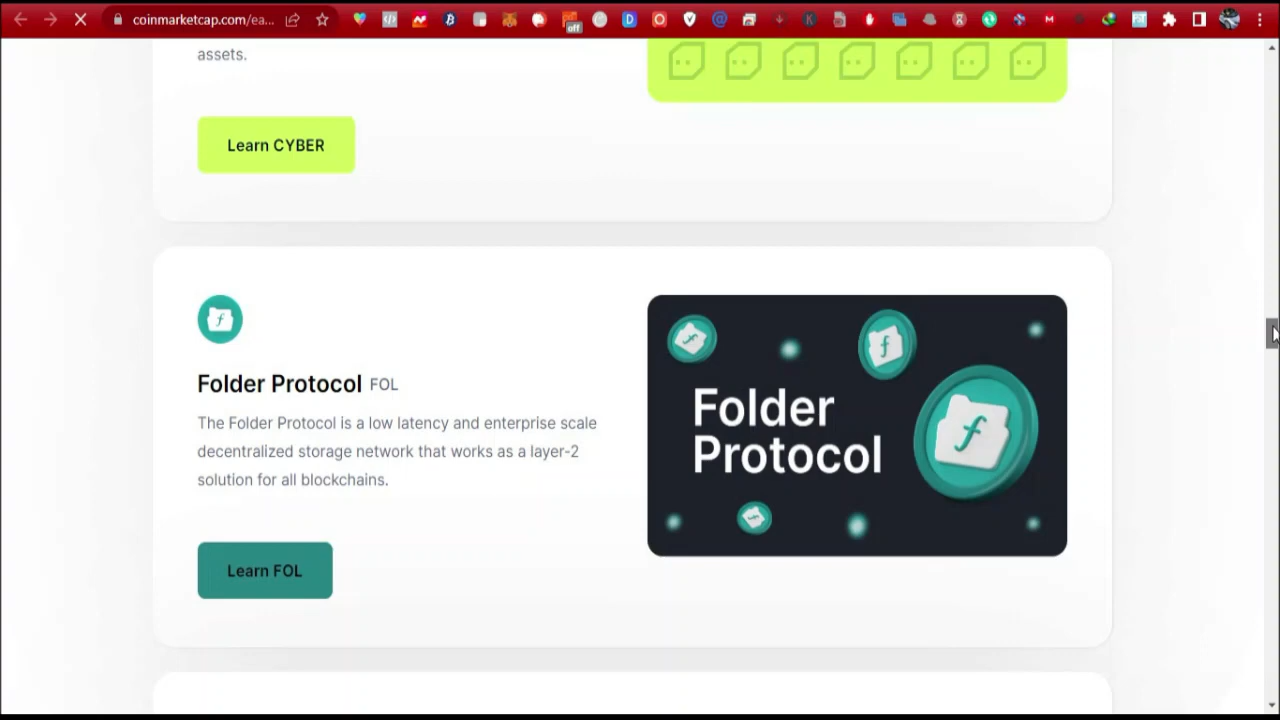 coinmarketcap.com/ea...
off
assets.
Learn CYBER
Folder Protocol FOL
The Folder Protocol is a low latency and enterprise scale
decentralized storage network that works as a layer-2
solution for all blockchains.
Learn FOL
Folder
Protocol